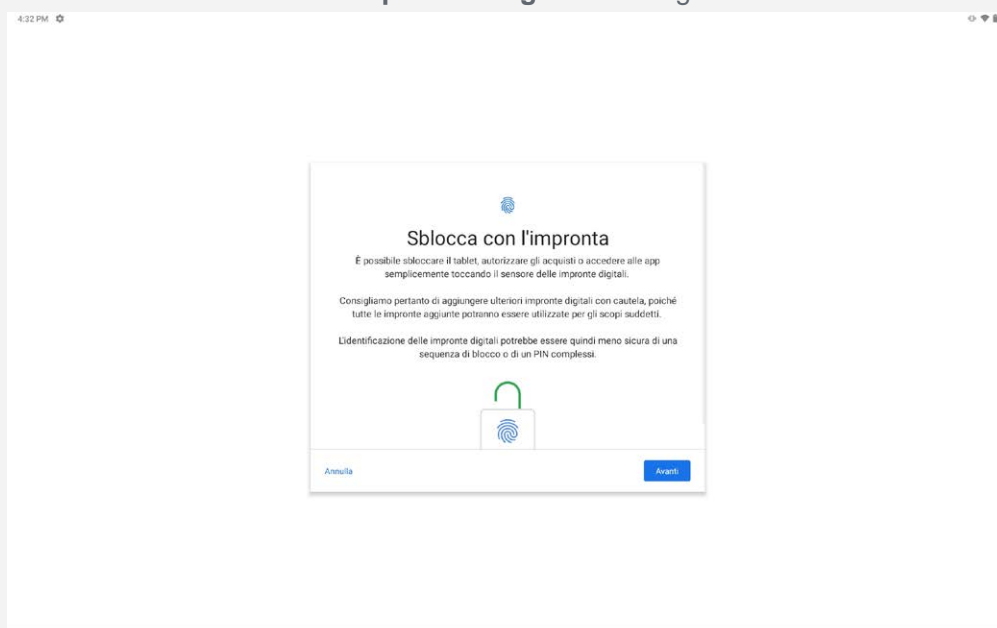 4:32 PM
Sblocca con l'impronta
È possibile sbloccare il tablet, autorizzare gli acquisti o accedere alle app
semplicemente toccando il sensore delle impronte digitali.
Consigliamo pertanto di aggiungere ulteriori impronte digitali con cautela, poiché
tutte le impronte aggiunte potranno essere utilizzate per gli scopi suddetti.
L'identificazione delle impronte digitali potrebbe essere quindi meno sicura di una
sequenza di blocco o di un PIN complessi.
Annulla
Avanti